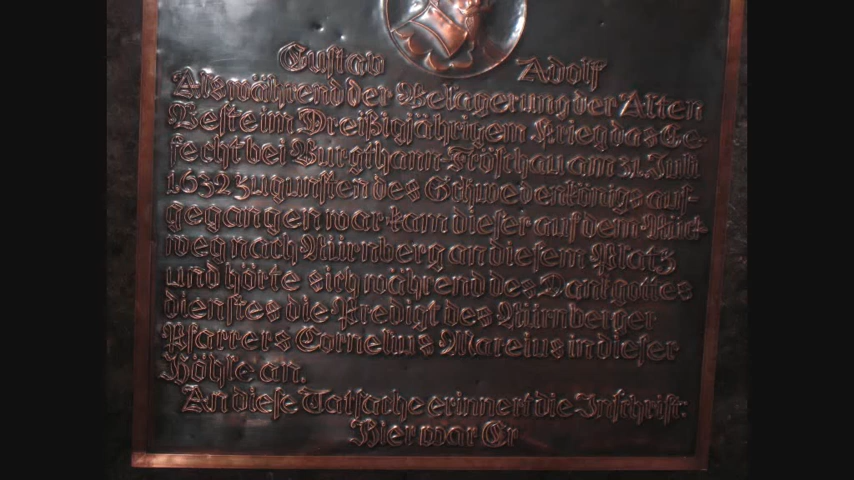 Gustav Adolf
Als während der Belagerung der Alten
Veste im Dreißigjährigem Krieg das Ge-
fecht bei Burgthann-Fröschau am 31. Juli
1632 zugunsten des Schwedenkönigs auf-
gegangen war kam dieser auf dem Rück-
weg nach Nürnberg an diesem Platz
und hörte sich während des Dankgottes
dienstes die Predigt des Nürnberger
Pfarrers Cornelius Marcius in dieser
Höhle an.
An diese Tatsache erinnert die Inschrift:
Hier war Er